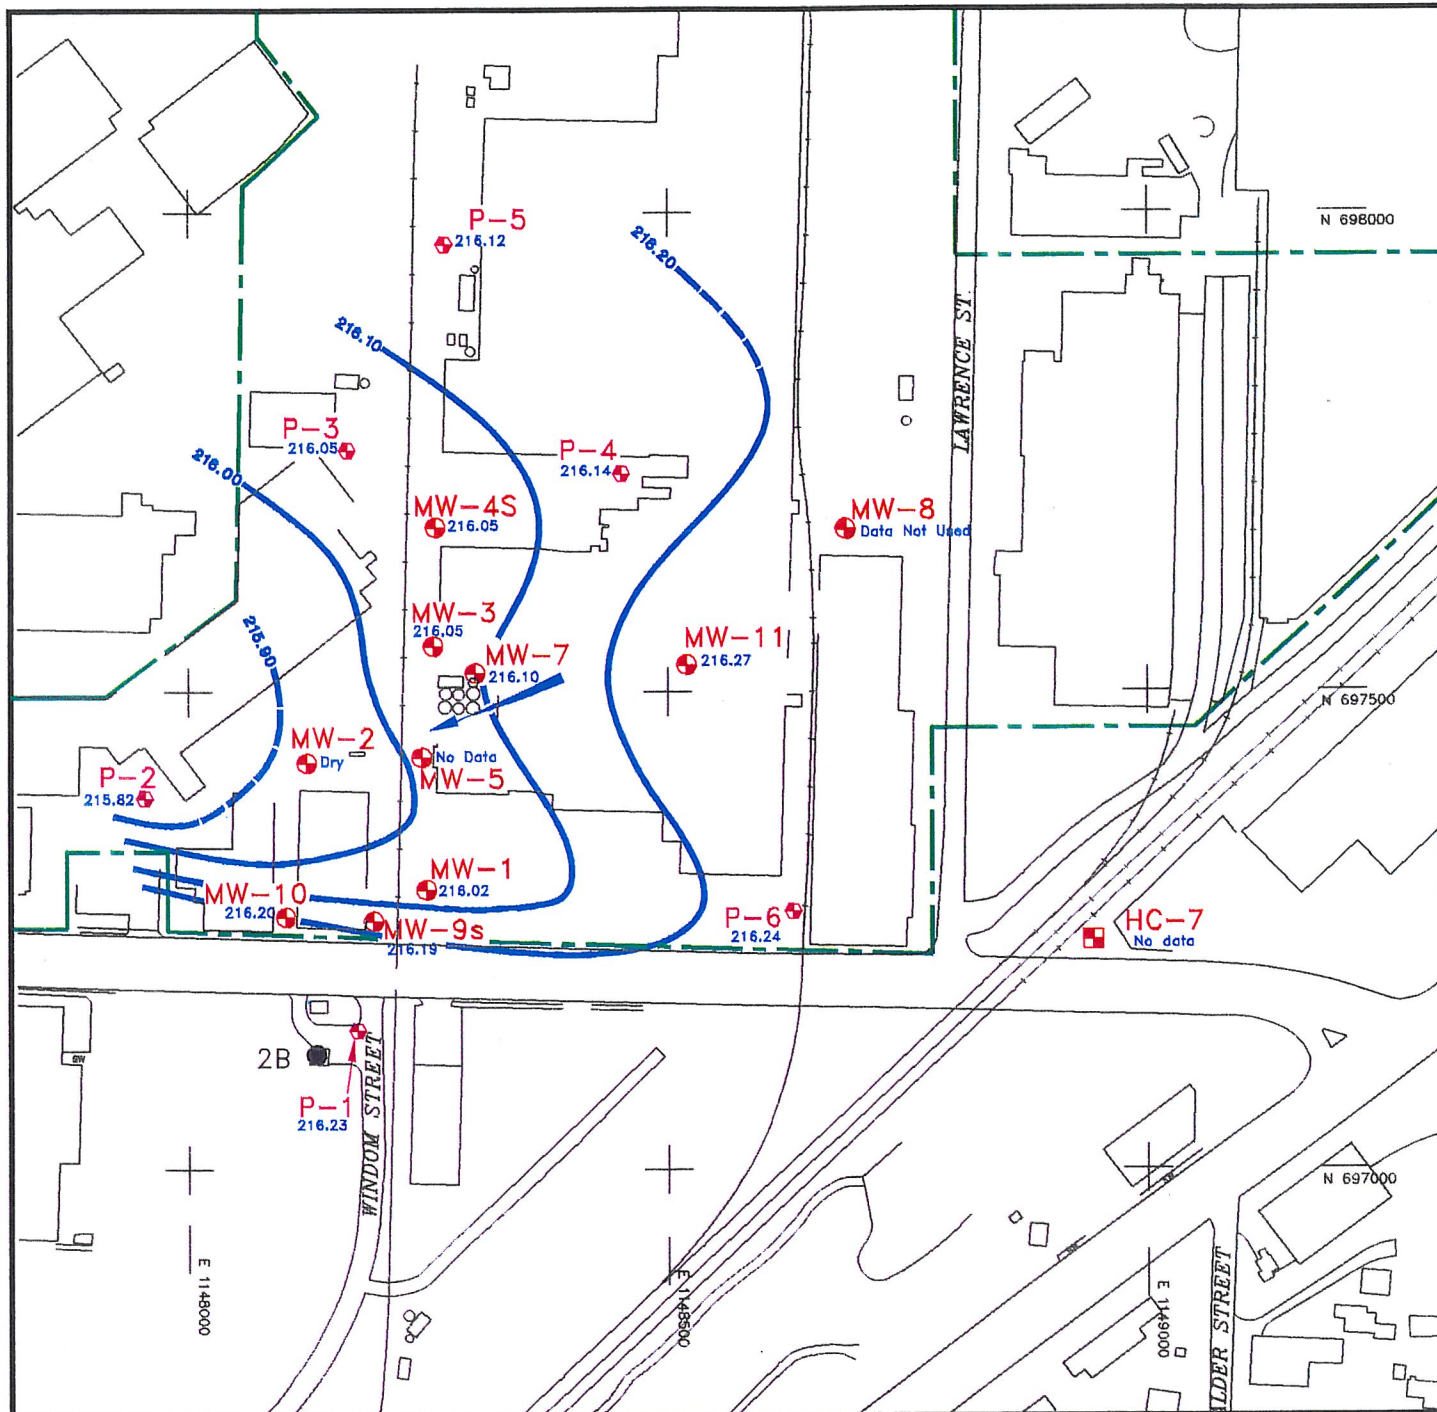 N 698000
P-5
216.12
216.20
216.10
LAWRENCE ST.
P-3
216.05
P-4
216.14
216.00
MW-4S
216.05
MW-8
Data Not Used
MW-3
216.05
215.90
MW-7
216.10
MW-11
216.27
N 697500
MW-2
Dry
No Data
MW-5
P-2
215.82
MW-1
216.02
MW-10
216.20
MW-9s
216.19
P-6
216.24
HC-7
No data
2B
P-1
216.23
WINDOM STREET
N 697000
E 1148000
E 1148500
E 1149000
ALDER STREET